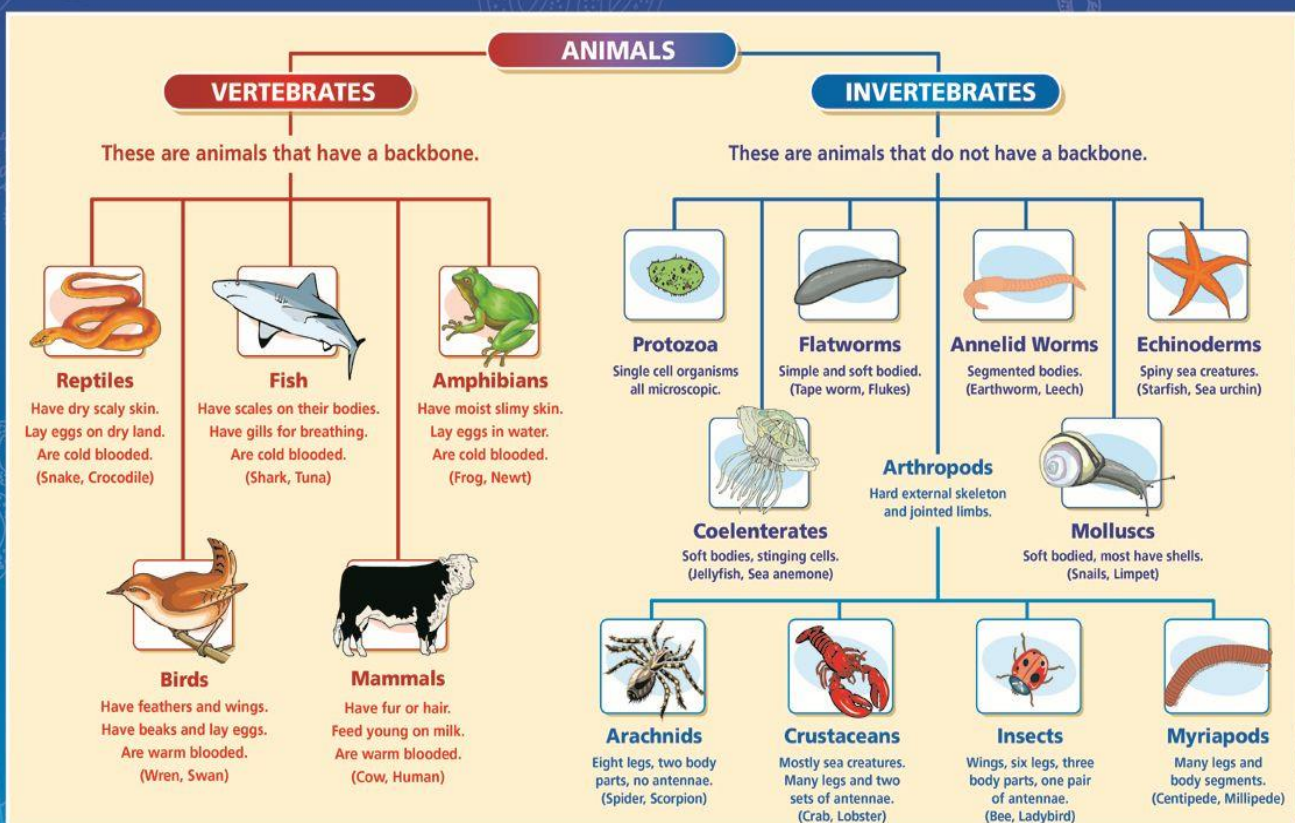 ANIMALS
VERTEBRATES
These are animals that have a backbone.
Reptiles
Have dry scaly skin.
Lay eggs on dry land.
Are cold blooded.
(Snake, Crocodile)
Fish
Have scales on their bodies.
Have gills for breathing.
Are cold blooded.
(Shark, Tuna)
Amphibians
Have moist slimy skin.
Lay eggs in water.
Are cold blooded.
(Frog, Newt)
Birds
Have feathers and wings.
Have beaks and lay eggs.
Are warm blooded.
(Wren, Swan)
Mammals
Have fur or hair.
Feed young on milk.
Are warm blooded.
(Cow, Human)
INVERTEBRATES
These are animals that do not have a backbone.
Protozoa
Single cell organisms
all microscopic.
Flatworms
Simple and soft bodied.
(Tape worm, Flukes)
Annelid Worms
Segmented bodies.
(Earthworm, Leech)
Echinoderms
Spiny sea creatures.
(Starfish, Sea urchin)
Coelenterates
Soft bodies, stinging cells.
(Jellyfish, Sea anemone)
Arthropods
Hard external skeleton
and jointed limbs.
Molluscs
Soft bodied, most have shells.
(Snails, Limpet)
Arachnids
Eight legs, two body
parts, no antennae.
(Spider, Scorpion)
Crustaceans
Mostly sea creatures.
Many legs and two
sets of antennae.
(Crab, Lobster)
Insects
Wings, six legs, three
body parts, one pair
of antennae.
(Bee, Ladybird)
Myriapods
Many legs and
body segments.
(Centipede, Millipede)